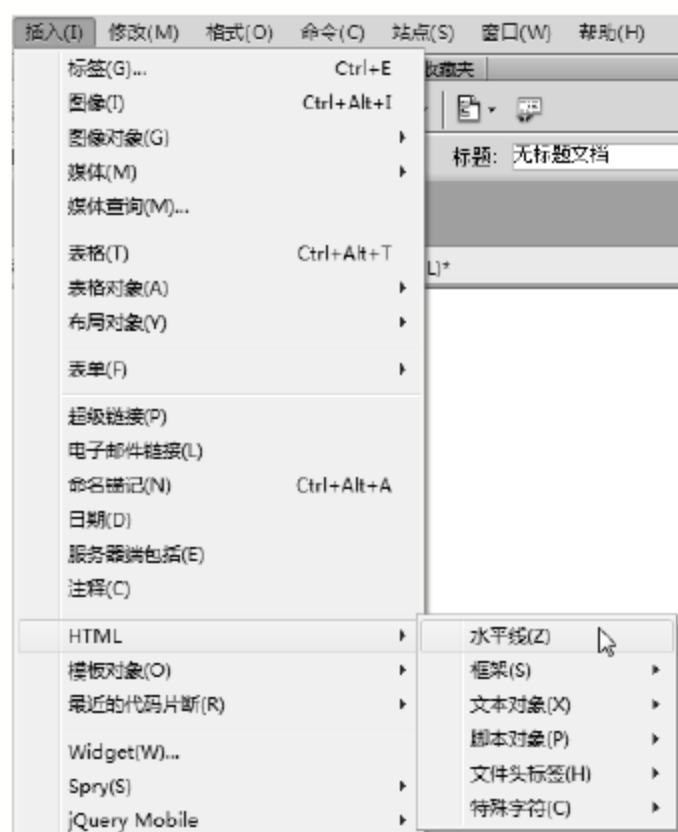 插入(I) 修改(M) 格式(O) 命令(C) 站点(S) 窗口(W) 帮助(H)
标签(G)... Ctrl+E
收藏夹
图像(I) Ctrl+Alt+I
图像对象(G)
标题: 无标题文档
媒体(M)
媒体查询(M)...
表格(T) Ctrl+Alt+T
L)*
表格对象(A)
布局对象(Y)
表单(F)
超级链接(P)
电子邮件链接(L)
命名锚记(N) Ctrl+Alt+A
日期(D)
服务器端包括(E)
注释(C)
HTML 水平线(Z)
模板对象(O) 框架(S)
最近的代码片断(R) 文本对象(X)
脚本对象(P)
Widget(W)...
文件头标签(H)
Spry(S)
特殊字符(C)
jQuery Mobile